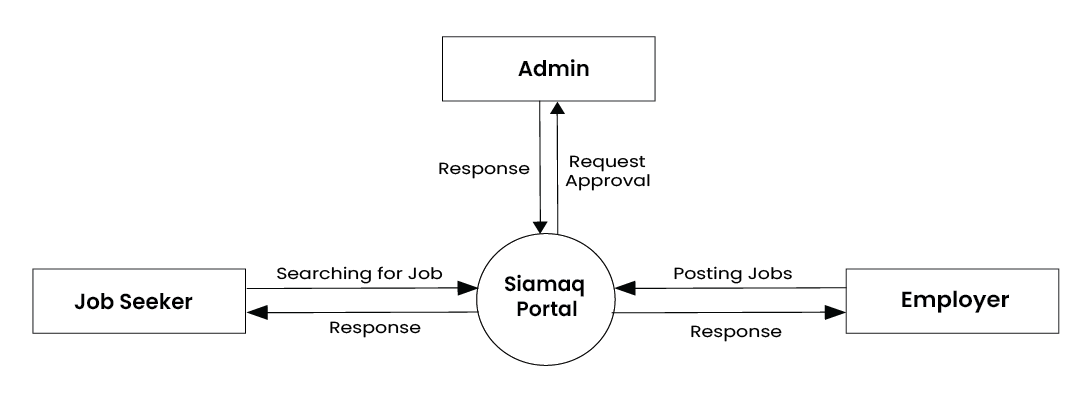 Admin
Response
Request
Approval
Searching for Job
Posting Jobs
Job Seeker
Siamaq
Portal
Employer
Response
Response